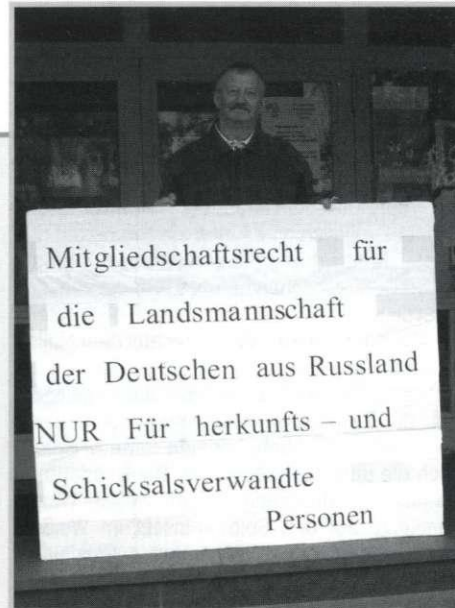 Mitgliedschaftsrecht für
die Landsmannschaft
der Deutschen aus Russland
NUR Für herkunfts – und
Schicksalsverwandte
Personen